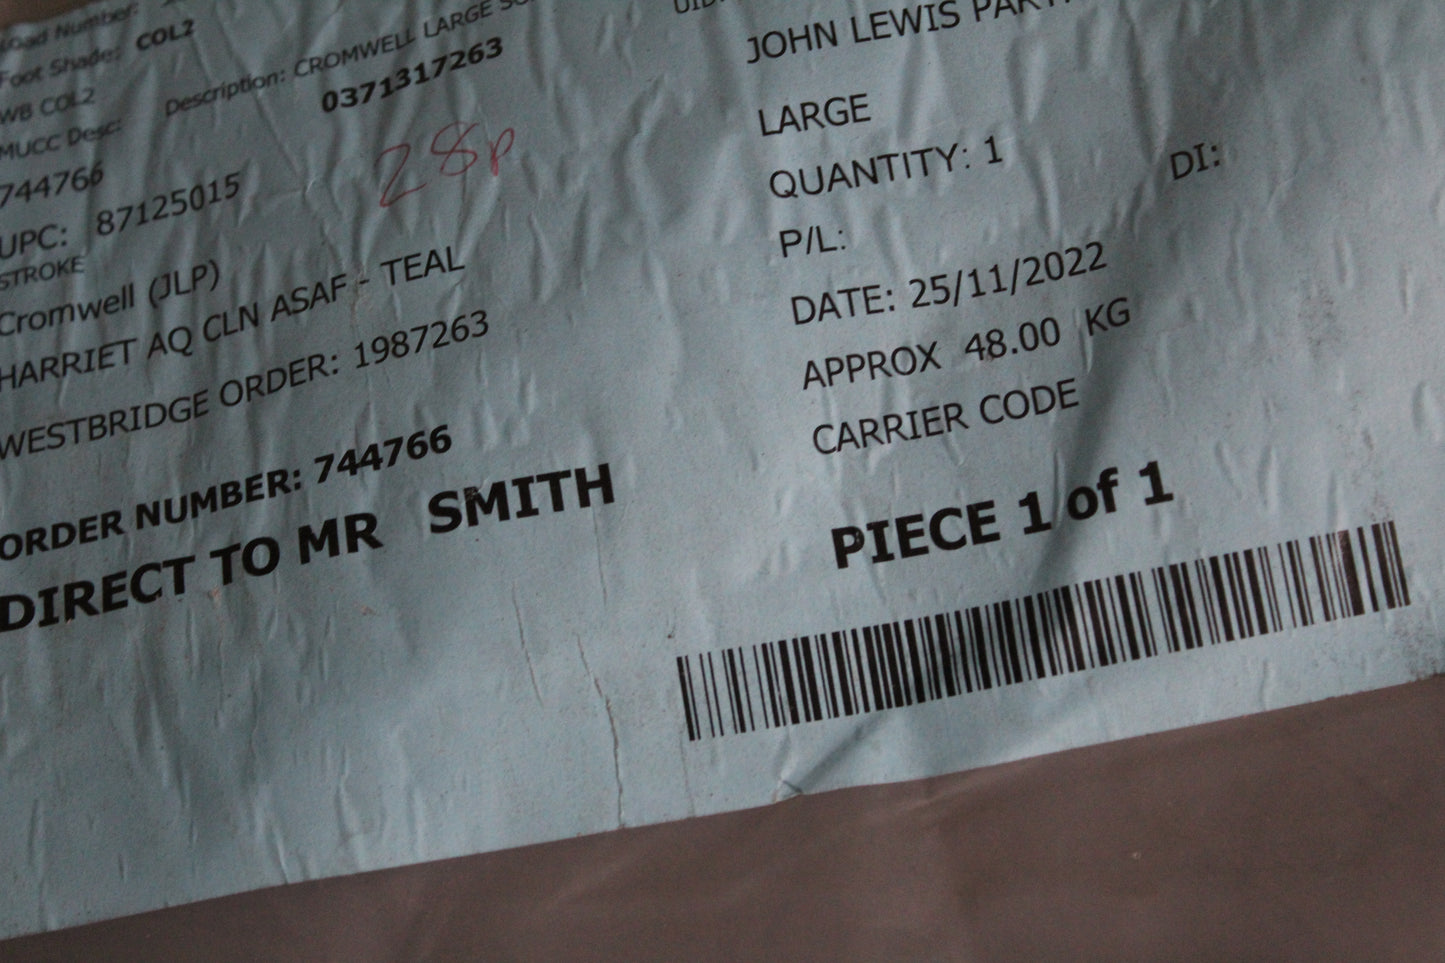 Load Number:
Foot Shade: COL2
WB COL2
Description: CROMWELL LARGE
MUCC Desc:
0371317263
744766
28p
UPC: 87125015
STROKE
Cromwell (JLP)
HARRIET AQ CLN ASAF - TEAL
WESTBRIDGE ORDER: 1987263
ORDER NUMBER: 744766
DIRECT TO MR SMITH
JOHN LEWIS
LARGE
QUANTITY: 1
DI:
P/L:
DATE: 25/11/2022
APPROX 48.00 KG
CARRIER CODE
PIECE 1 of 1